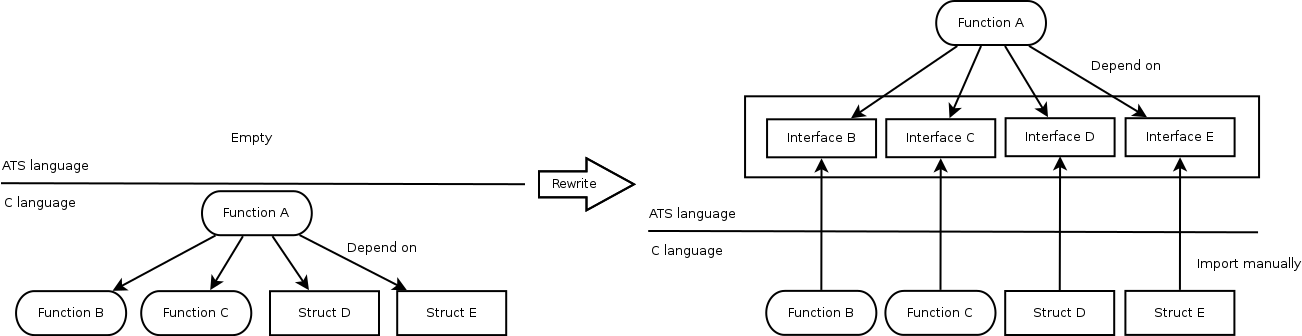 Empty
ATS language
C language
Function A
Depend on
Function B
Function C
Struct D
Struct E
Rewrite
Function A
Depend on
Interface B
Interface C
Interface D
Interface E
ATS language
C language
Import manually
Function B
Function C
Struct D
Struct E